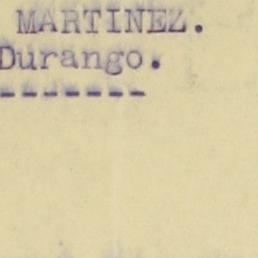 MARTINEZ.
Durango.
-------